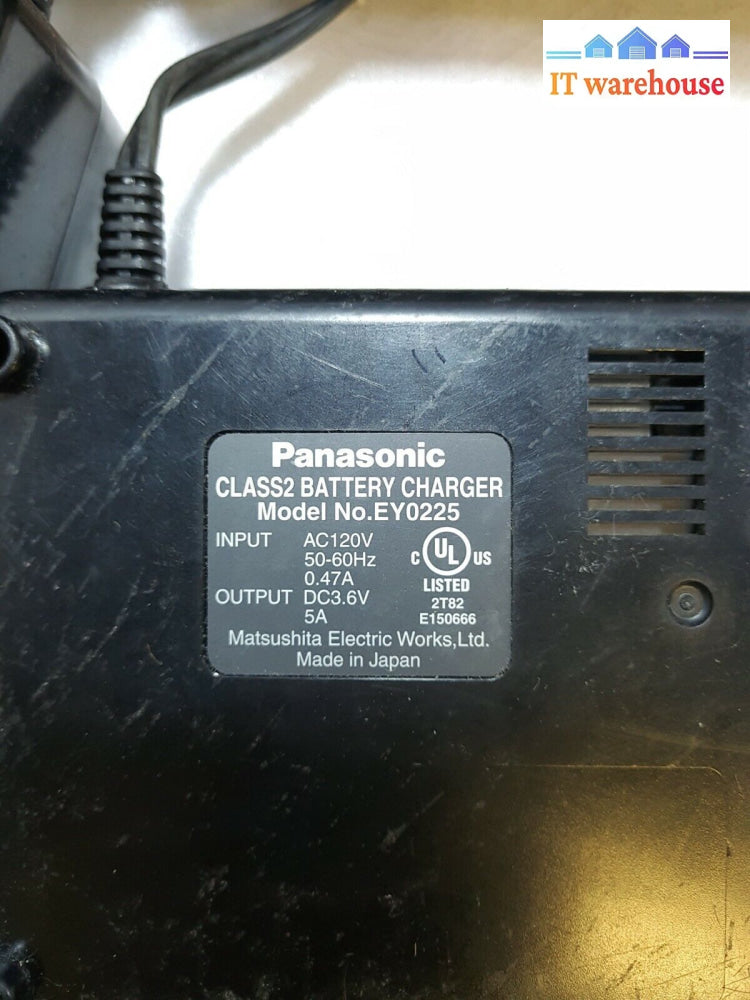 IT warehouse
Panasonic
CLASS2 BATTERY CHARGER
Model No.EY0225
INPUT AC120V
50-60Hz
0.47A
OUTPUT DC3.6V
5A
C UL US
LISTED
2T82
E150666
Matsushita Electric Works,Ltd.
Made in Japan